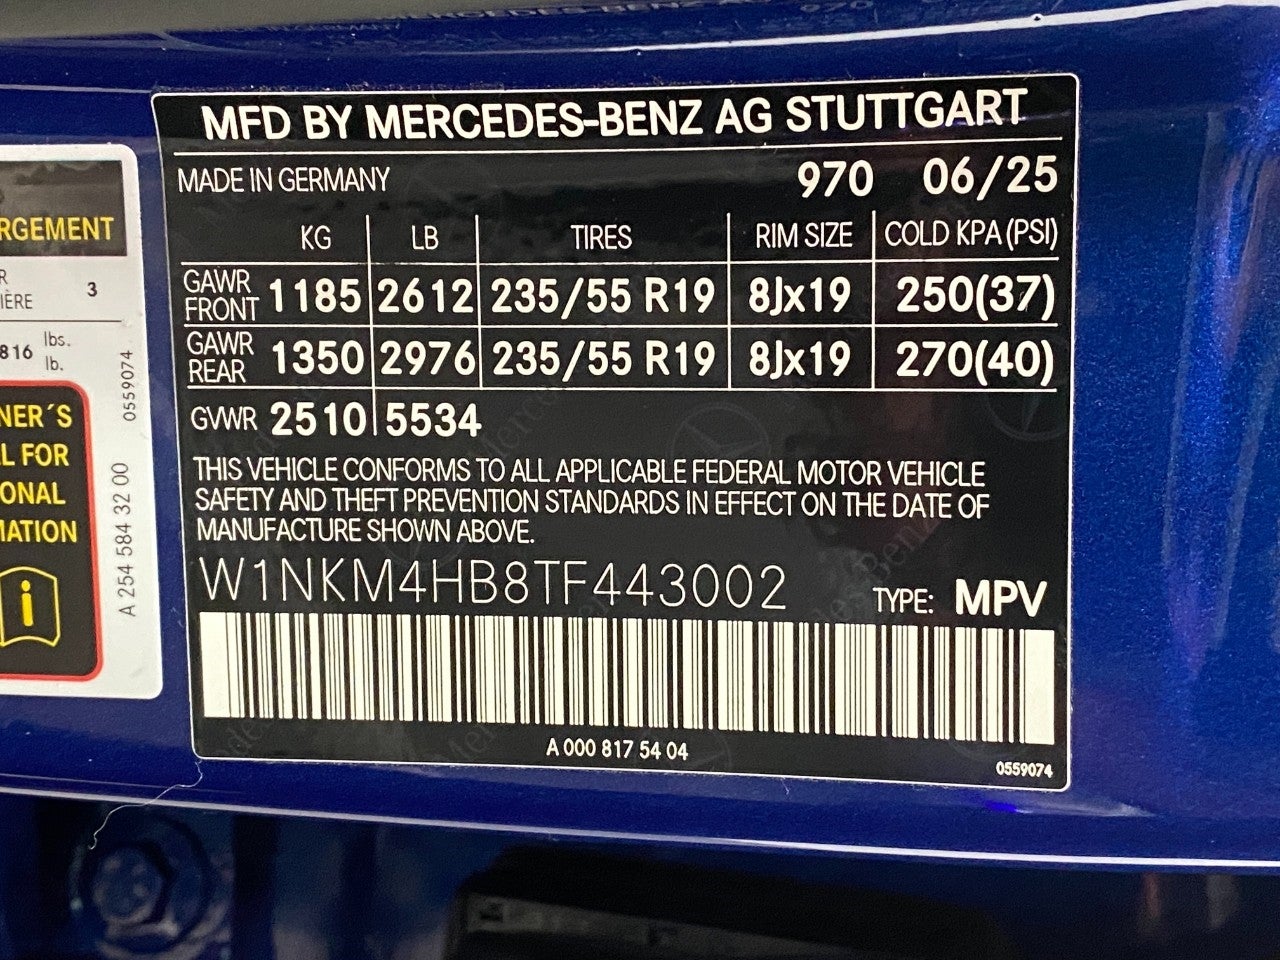 MFD BY MERCEDES-BENZ AG STUTTGART
MADE IN GERMANY 970 06/25
KG LB TIRES RIM SIZE COLD KPA (PSI)
GAWR FRONT 1185 2612 235/55 R19 8Jx19 250(37)
GAWR REAR 1350 2976 235/55 R19 8Jx19 270(40)
GVWR 2510 5534
THIS VEHICLE CONFORMS TO ALL APPLICABLE FEDERAL MOTOR VEHICLE
SAFETY AND THEFT PREVENTION STANDARDS IN EFFECT ON THE DATE OF
MANUFACTURE SHOWN ABOVE.
W1NKM4HB8TF443002 TYPE: MPV
A 000 817 54 04
0559074
RGEMENT
R
IÈRE 3
816 lbs.
lb.
NER´S
L FOR
ONAL
MATION
i
A 254 584 32 00 0559074